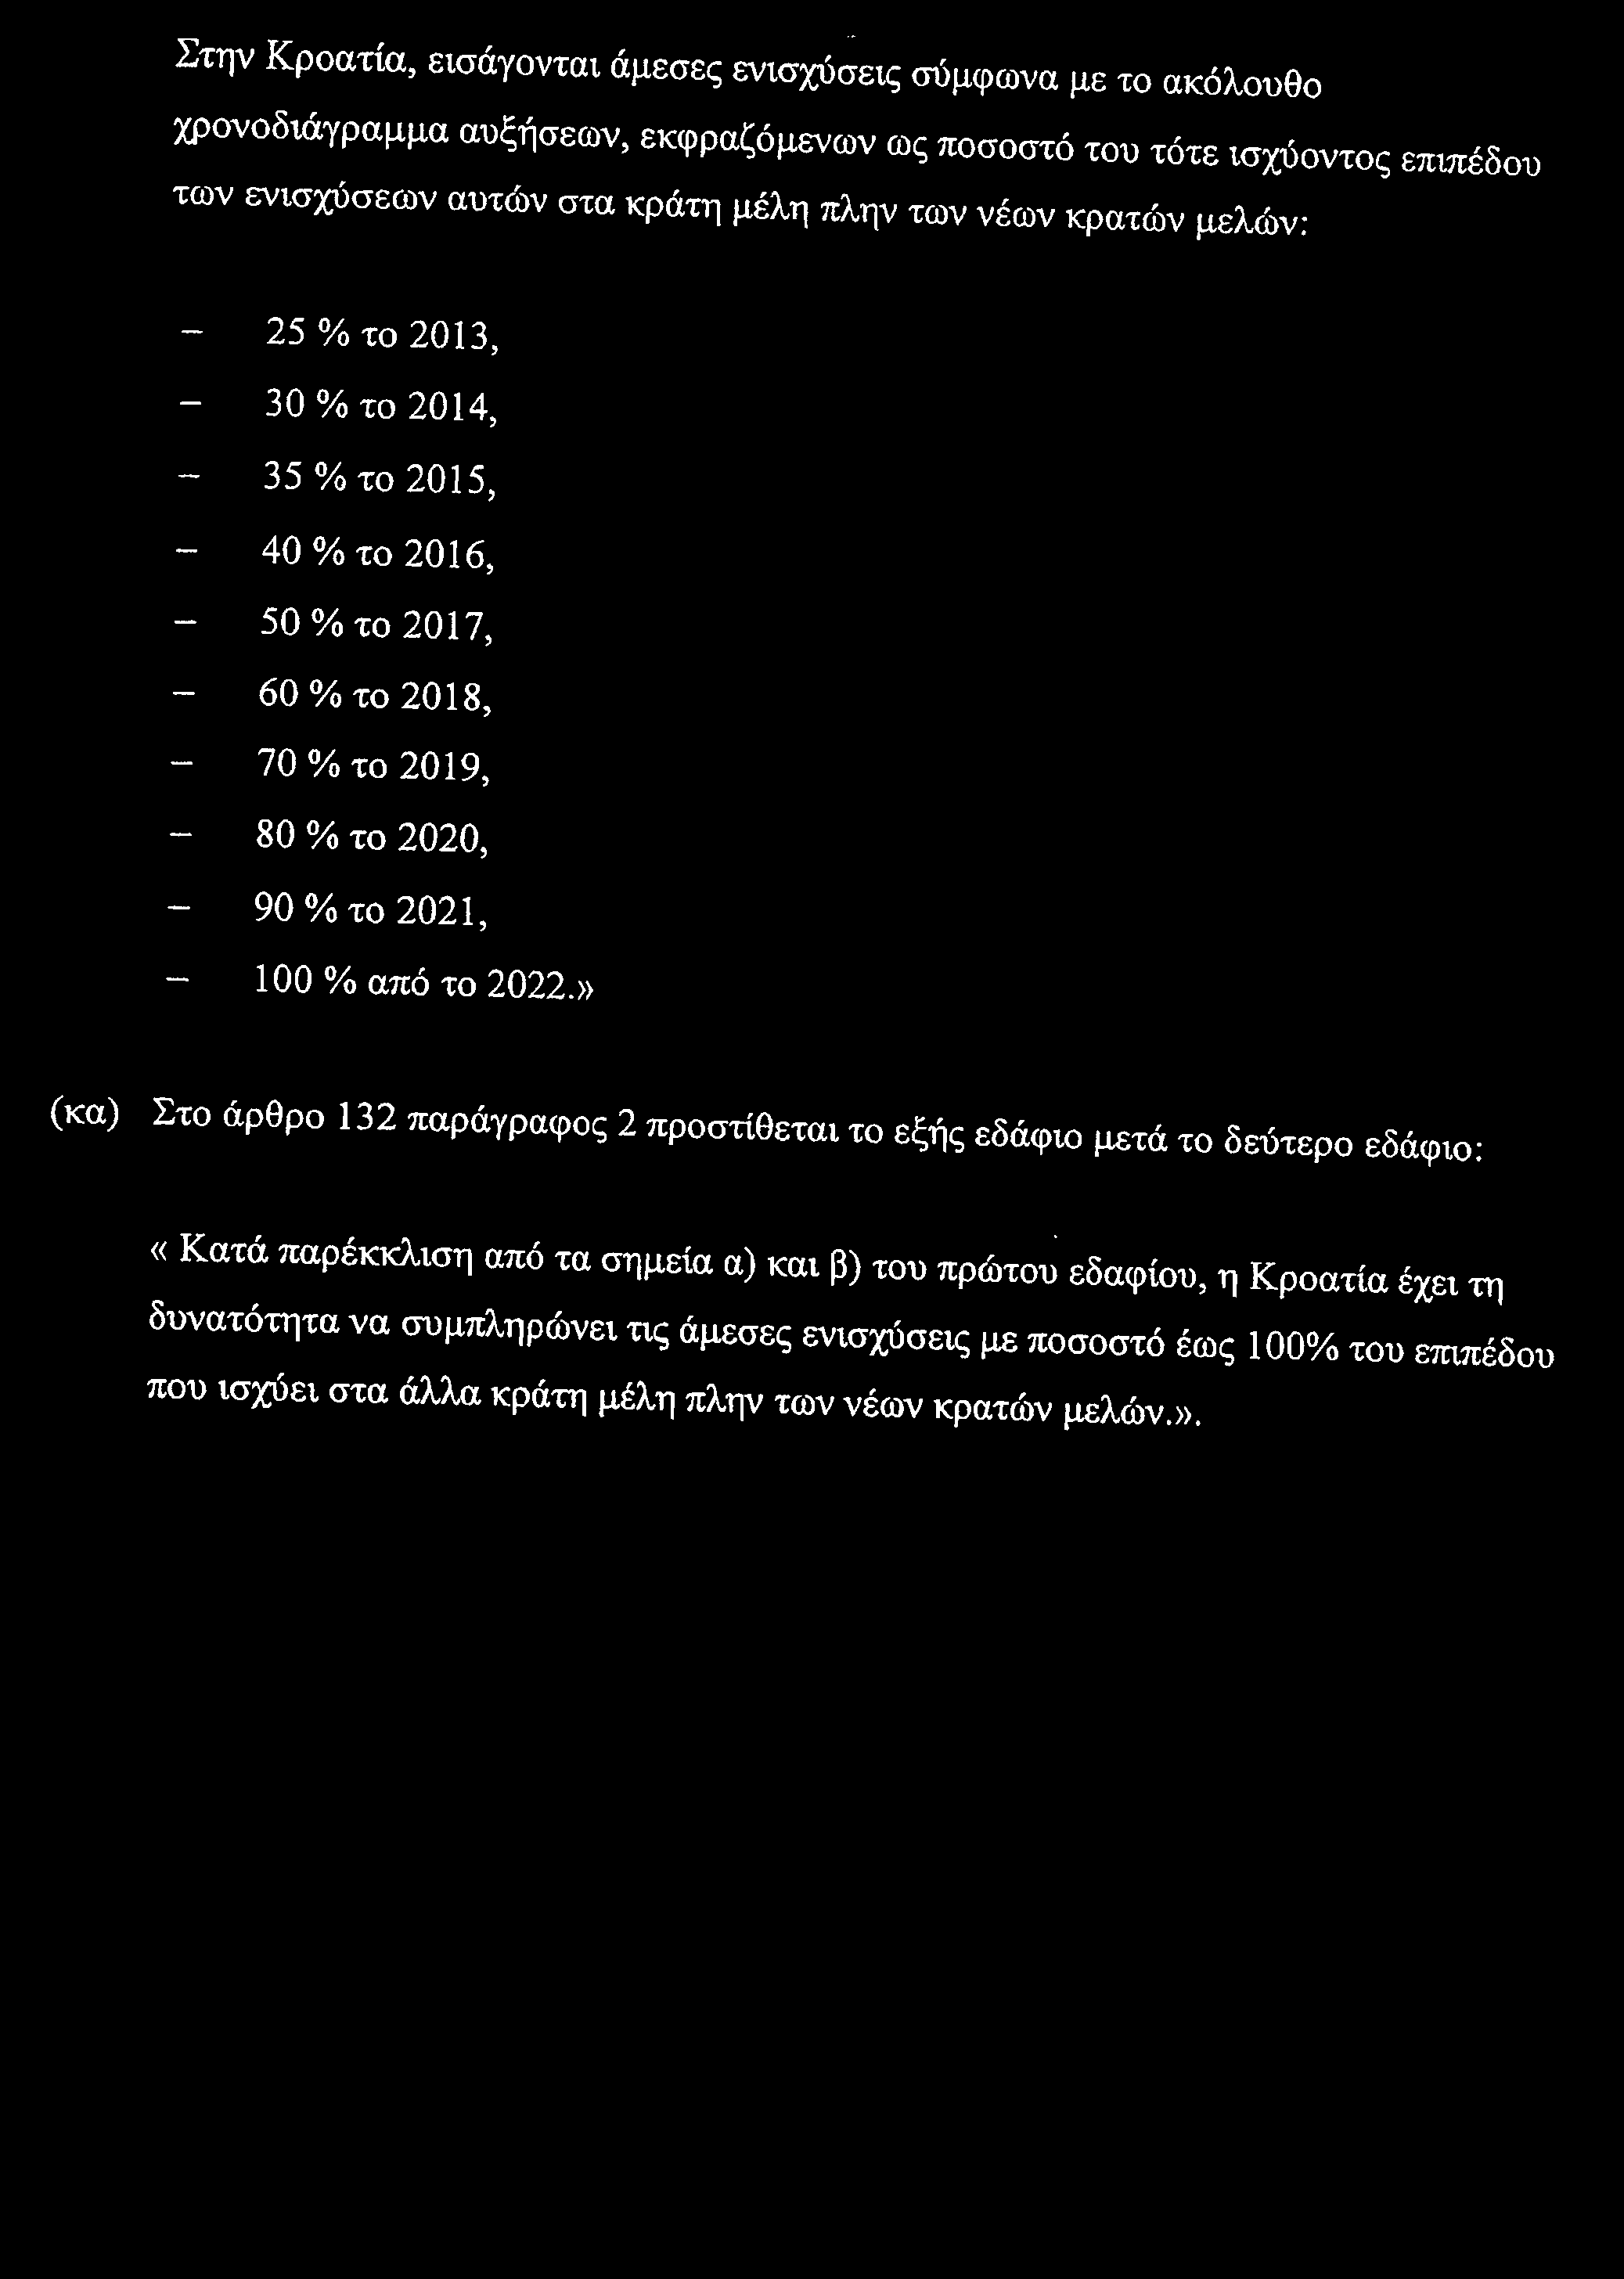 Στην Κροατία, εισάγονται άμεσες ενισχύσεις σύμφωνα με το ακόλουθο
χρονοδιάγραμμα αυξήσεων, εκφραζόμενων ως ποσοστό του τότε ισχύοντος επιπέδου
των ενισχύσεων αυτών στα κράτη μέλη πλην των νέων κρατών μελών:
– 25 % το 2013,
– 30 % το 2014,
– 35 % το 2015,
– 40 % το 2016,
– 50 % το 2017,
– 60 % το 2018,
– 70 % το 2019,
– 80 % το 2020,
– 90 % το 2021,
– 100 % από το 2022.»
(κα) Στο άρθρο 132 παράγραφος 2 προστίθεται το εξής εδάφιο μετά το δεύτερο εδάφιο:
« Κατά παρέκκλιση από τα σημεία α) και β) του πρώτου εδαφίου, η Κροατία έχει τη
δυνατότητα να συμπληρώνει τις άμεσες ενισχύσεις με ποσοστό έως 100% του επιπέδου
που ισχύει στα άλλα κράτη μέλη πλην των νέων κρατών μελών.».